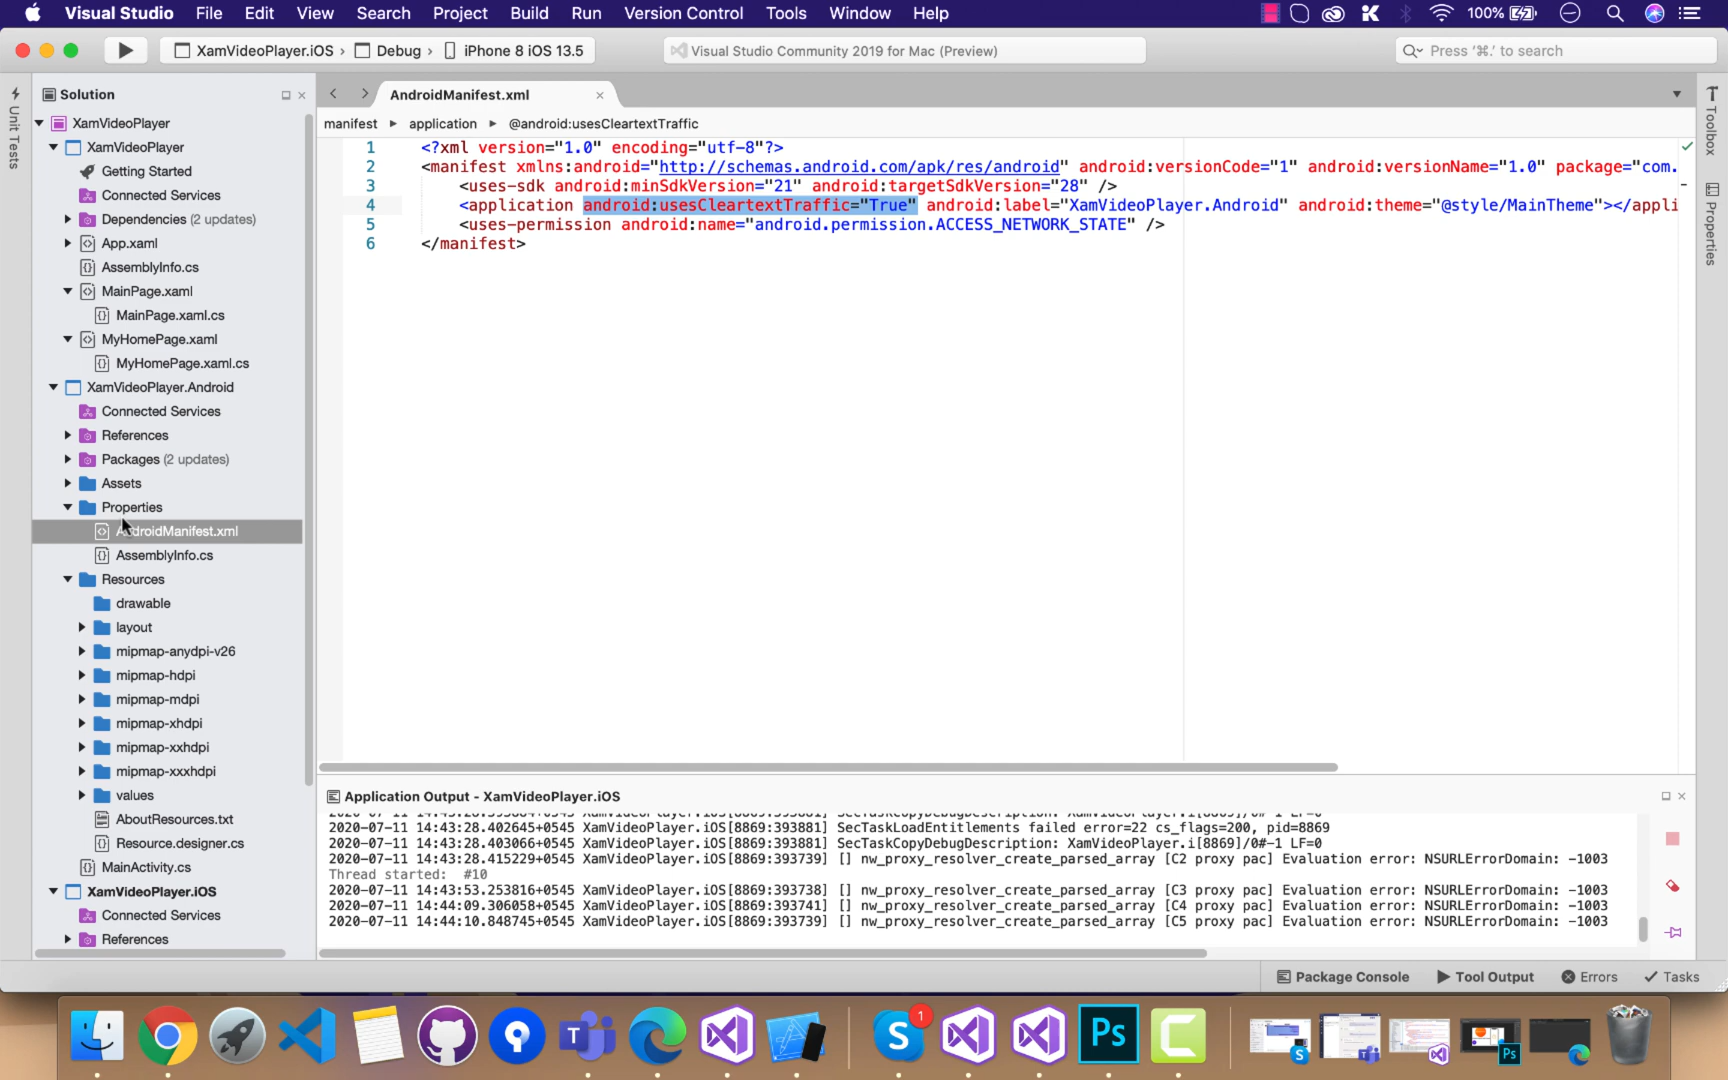 Visual Studio File Edit View Search Project Build Run Version Control Tools Window Help 100%
XamVideoPlayer.iOS › Debug › iPhone 8 iOS 13.5 Visual Studio Community 2019 for Mac (Preview) Press '⌘.' to search
Unit Tests
Solution
XamVideoPlayer
XamVideoPlayer
Getting Started
Connected Services
Dependencies (2 updates)
App.xaml
AssemblyInfo.cs
MainPage.xaml
MainPage.xaml.cs
MyHomePage.xaml
MyHomePage.xaml.cs
XamVideoPlayer.Android
Connected Services
References
Packages (2 updates)
Assets
Properties
AndroidManifest.xml
AssemblyInfo.cs
Resources
drawable
layout
mipmap-anydpi-v26
mipmap-hdpi
mipmap-mdpi
mipmap-xhdpi
mipmap-xxhdpi
mipmap-xxxhdpi
values
AboutResources.txt
Resource.designer.cs
MainActivity.cs
XamVideoPlayer.iOS
Connected Services
References
AndroidManifest.xml
manifest ▸ application ▸ @android:usesCleartextTraffic
1 <?xml version="1.0" encoding="utf-8"?>
2 <manifest xmlns:android="http://schemas.android.com/apk/res/android" android:versionCode="1" android:versionName="1.0" package="com.
3 <uses-sdk android:minSdkVersion="21" android:targetSdkVersion="28" />
4 <application android:usesCleartextTraffic="True" android:label="XamVideoPlayer.Android" android:theme="@style/MainTheme"></appli
5 <uses-permission android:name="android.permission.ACCESS_NETWORK_STATE" />
6 </manifest>
Toolbox
Properties
Application Output - XamVideoPlayer.iOS
2020-07-11 14:43:28.402645+0545 XamVideoPlayer.iOS[8869:393881] SecTaskLoadEntitlements failed error=22 cs_flags=200, pid=8869
2020-07-11 14:43:28.403066+0545 XamVideoPlayer.iOS[8869:393881] SecTaskCopyDebugDescription: XamVideoPlayer.i[8869]/0#-1 LF=0
2020-07-11 14:43:28.415229+0545 XamVideoPlayer.iOS[8869:393739] [] nw_proxy_resolver_create_parsed_array [C2 proxy pac] Evaluation error: NSURLErrorDomain: -1003
Thread started: #10
2020-07-11 14:43:53.253816+0545 XamVideoPlayer.iOS[8869:393738] [] nw_proxy_resolver_create_parsed_array [C3 proxy pac] Evaluation error: NSURLErrorDomain: -1003
2020-07-11 14:44:09.306058+0545 XamVideoPlayer.iOS[8869:393741] [] nw_proxy_resolver_create_parsed_array [C4 proxy pac] Evaluation error: NSURLErrorDomain: -1003
2020-07-11 14:44:10.848745+0545 XamVideoPlayer.iOS[8869:393739] [] nw_proxy_resolver_create_parsed_array [C5 proxy pac] Evaluation error: NSURLErrorDomain: -1003
Package Console Tool Output Errors Tasks
S 1 Ps